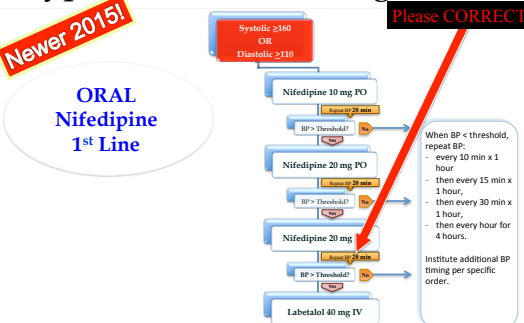 Please CORRECT
Newer 2015!
ORAL
Nifedipine
1st Line
Systolic ≥160
OR
Diastolic ≥110
Nifedipine 10 mg PO
Repeat BP 20 min
BP > Threshold?
No
Yes
Nifedipine 20 mg PO
Repeat BP 20 min
BP > Threshold?
No
Yes
Nifedipine 20 mg
Repeat BP 20 min
BP > Threshold?
No
Yes
Labetalol 40 mg IV
When BP < threshold,
repeat BP:
- every 10 min x 1
hour
- then every 15 min x
1 hour,
- then every 30 min x
1 hour,
- then every hour for
4 hours.
Institute additional BP
timing per specific
order.